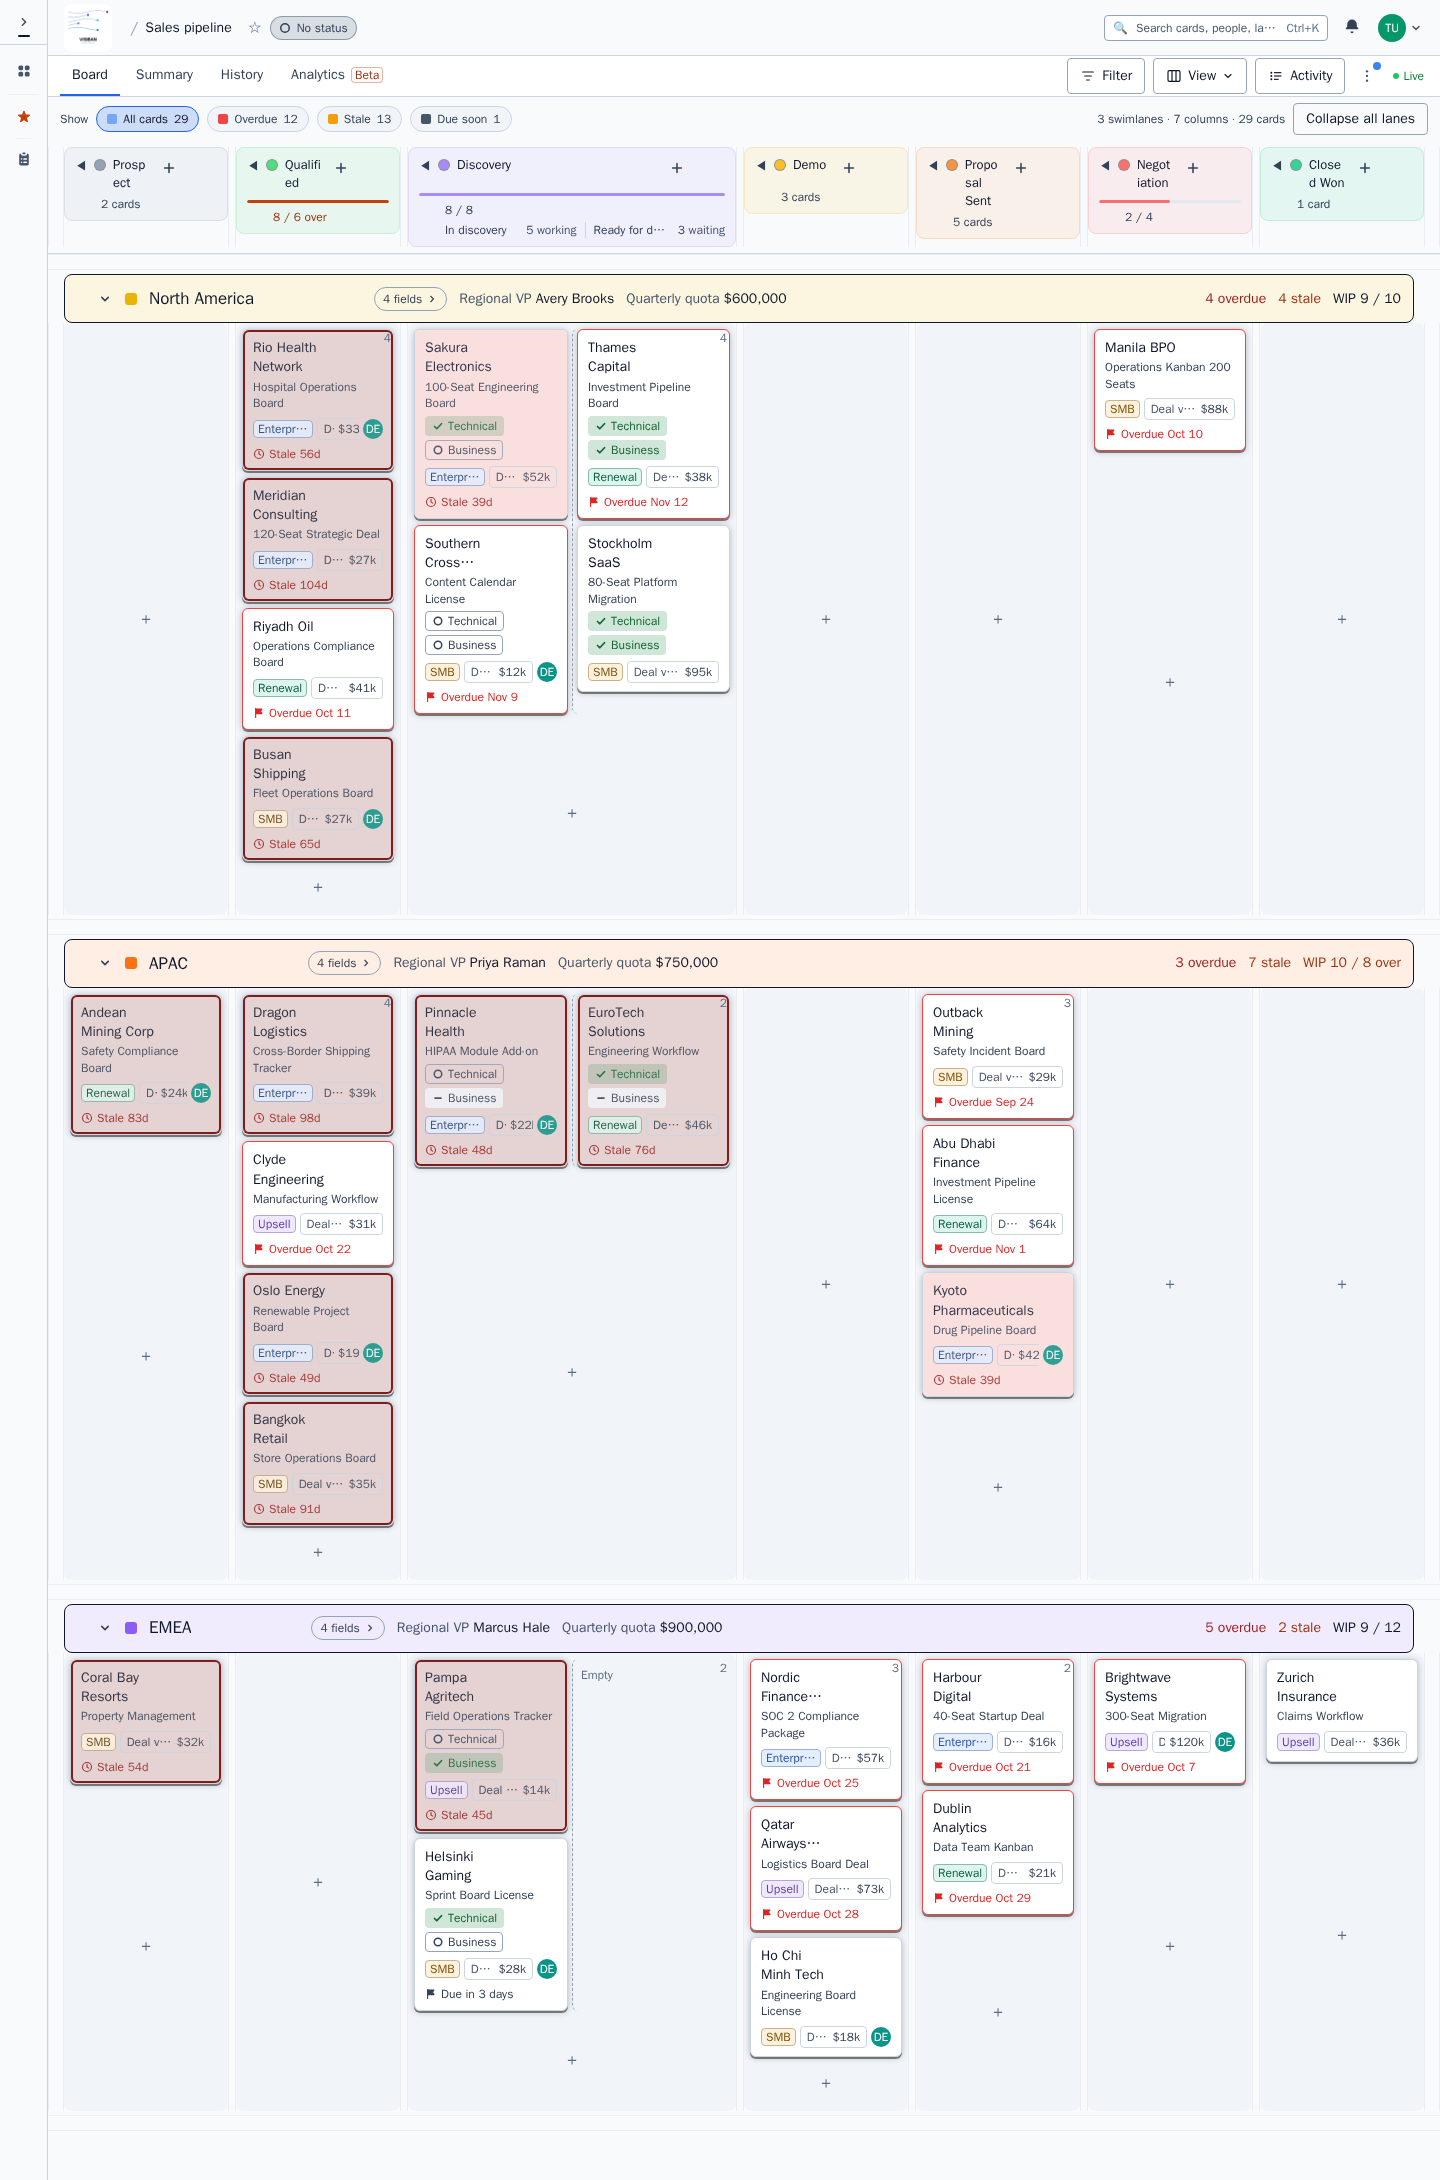 / Sales pipeline ☆ No status
Search cards, people, la··· Ctrl+K
TU
Board Summary History Analytics Beta
Filter View Activity Live
Show All cards 29 Overdue 12 Stale 13 Due soon 1
3 swimlanes · 7 columns · 29 cards Collapse all lanes
Prosp
ect
2 cards
Qualifi
ed
8 / 6 over
Discovery
8 / 8
In discovery 5 working Ready for d··· 3 waiting
Demo
3 cards
Propo
sal
Sent
5 cards
Negot
iation
2 / 4
Close
d Won
1 card
North America 4 fields Regional VP Avery Brooks Quarterly quota $600,000 4 overdue 4 stale WIP 9 / 10
4
Rio Health
Network
Hospital Operations
Board
Enterpr··· D· $33 DE
Stale 56d
Meridian
Consulting
120-Seat Strategic Deal
Enterpr··· D··· $27k
Stale 104d
Riyadh Oil
Operations Compliance
Board
Renewal D··· $41k
Overdue Oct 11
Busan
Shipping
Fleet Operations Board
SMB D··· $27k DE
Stale 65d
Sakura
Electronics
100-Seat Engineering
Board
Technical
Business
Enterpr··· D··· $52k
Stale 39d
Southern
Cross···
Content Calendar
License
Technical
Business
SMB D··· $12k DE
Overdue Nov 9
4
Thames
Capital
Investment Pipeline
Board
Technical
Business
Renewal De··· $38k
Overdue Nov 12
Stockholm
SaaS
80-Seat Platform
Migration
Technical
Business
SMB Deal v··· $95k
Manila BPO
Operations Kanban 200
Seats
SMB Deal v··· $88k
Overdue Oct 10
APAC 4 fields Regional VP Priya Raman Quarterly quota $750,000 3 overdue 7 stale WIP 10 / 8 over
Andean
Mining Corp
Safety Compliance
Board
Renewal D· $24k DE
Stale 83d
4
Dragon
Logistics
Cross-Border Shipping
Tracker
Enterpr··· D··· $39k
Stale 98d
Clyde
Engineering
Manufacturing Workflow
Upsell Deal··· $31k
Overdue Oct 22
Oslo Energy
Renewable Project
Board
Enterpr··· D· $19 DE
Stale 49d
Bangkok
Retail
Store Operations Board
SMB Deal v··· $35k
Stale 91d
Pinnacle
Health
HIPAA Module Add-on
Technical
Business
Enterpr··· D· $22 DE
Stale 48d
2
EuroTech
Solutions
Engineering Workflow
Technical
Business
Renewal De··· $46k
Stale 76d
3
Outback
Mining
Safety Incident Board
SMB Deal v··· $29k
Overdue Sep 24
Abu Dhabi
Finance
Investment Pipeline
License
Renewal D··· $64k
Overdue Nov 1
Kyoto
Pharmaceuticals
Drug Pipeline Board
Enterpr··· D· $42 DE
Stale 39d
EMEA 4 fields Regional VP Marcus Hale Quarterly quota $900,000 5 overdue 2 stale WIP 9 / 12
Coral Bay
Resorts
Property Management
SMB Deal v··· $32k
Stale 54d
Pampa
Agritech
Field Operations Tracker
Technical
Business
Upsell Deal ··· $14k
Stale 45d
Helsinki
Gaming
Sprint Board License
Technical
Business
SMB D··· $28k DE
Due in 3 days
Empty 2
3
Nordic
Finance···
SOC 2 Compliance
Package
Enterpr··· D··· $57k
Overdue Oct 25
Qatar
Airways···
Logistics Board Deal
Upsell Deal··· $73k
Overdue Oct 28
Ho Chi
Minh Tech
Engineering Board
License
SMB D··· $18k DE
2
Harbour
Digital
40-Seat Startup Deal
Enterpr··· D··· $16k
Overdue Oct 21
Dublin
Analytics
Data Team Kanban
Renewal D··· $21k
Overdue Oct 29
Brightwave
Systems
300-Seat Migration
Upsell D $120k DE
Overdue Oct 7
Zurich
Insurance
Claims Workflow
Upsell Deal··· $36k